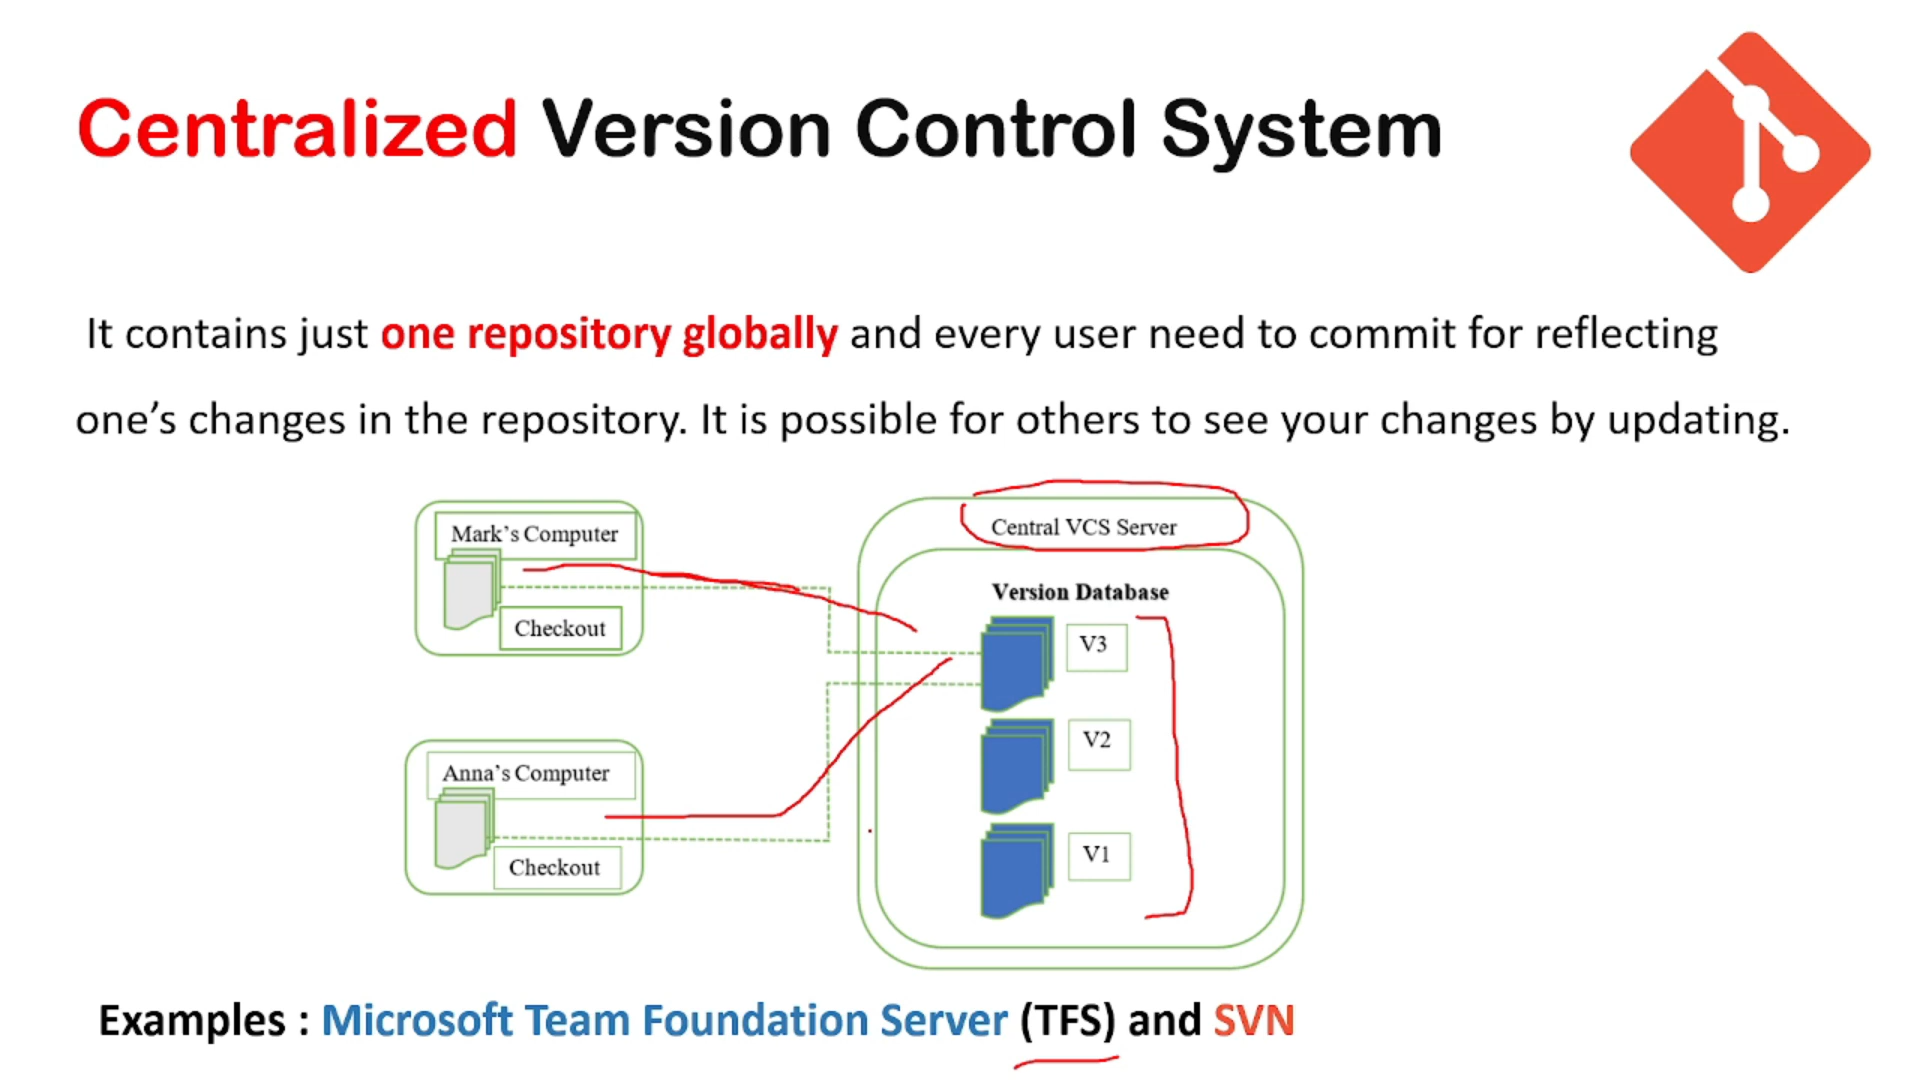 Centralized Version Control System
It contains just one repository globally and every user need to commit for reflecting
one’s changes in the repository. It is possible for others to see your changes by updating.
Mark’s Computer
Checkout
Anna’s Computer
Checkout
Central VCS Server
Version Database
V3
V2
V1
Examples : Microsoft Team Foundation Server (TFS) and SVN